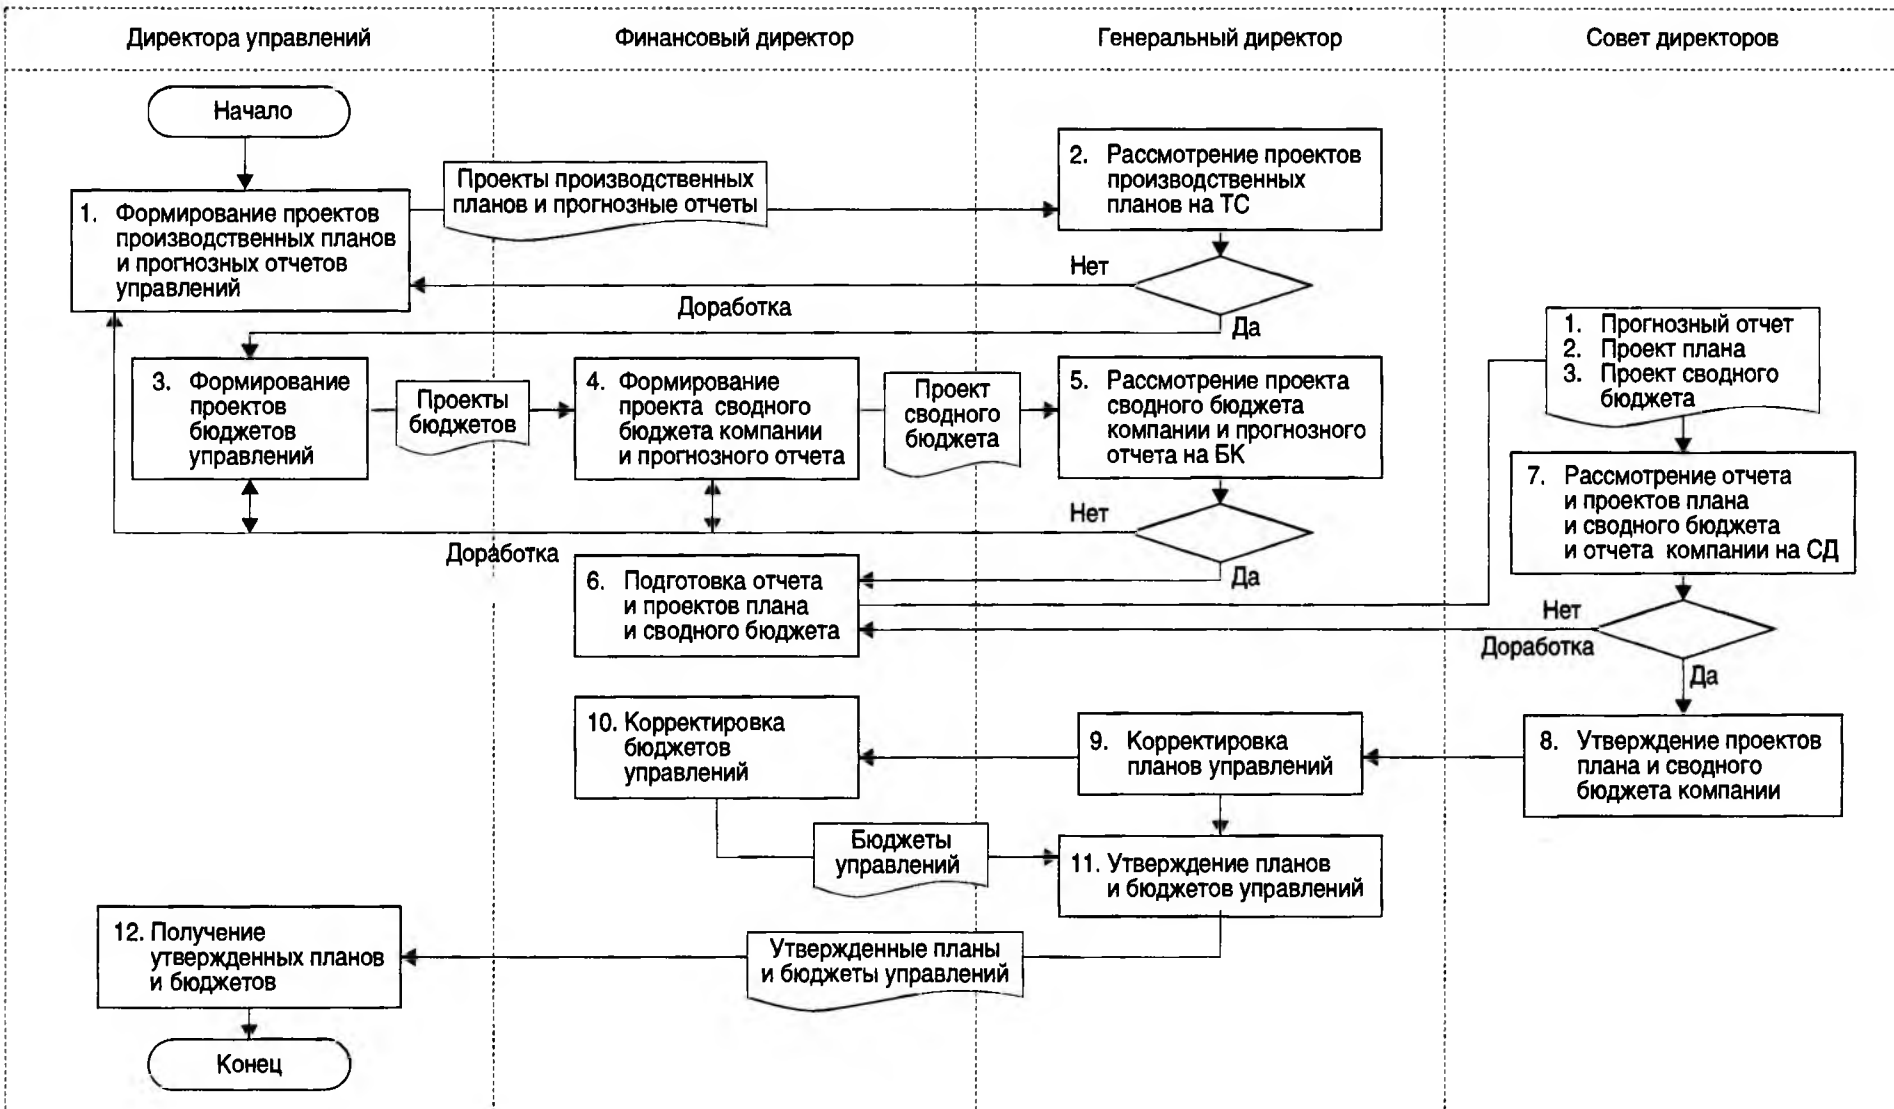 Директора управлений
Финансовый директор
Генеральный директор
Совет директоров
Начало
1. Формирование проектов
производственных планов
и прогнозных отчетов
управлений
Проекты производственных
планов и прогнозные отчеты
2. Рассмотрение проектов
производственных
планов на ТС
Нет
Доработка
Да
3. Формирование
проектов
бюджетов
управлений
Проекты
бюджетов
4. Формирование
проекта сводного
бюджета компании
и прогнозного отчета
Проект
сводного
бюджета
5. Рассмотрение проекта
сводного бюджета
компании и прогнозного
отчета на БК
Нет
Доработка
Да
1. Прогнозный отчет
2. Проект плана
3. Проект сводного
бюджета
6. Подготовка отчета
и проектов плана
и сводного бюджета
7. Рассмотрение отчета
и проектов плана
и сводного бюджета
и отчета компании на СД
Нет
Доработка
Да
10. Корректировка
бюджетов
управлений
9. Корректировка
планов управлений
8. Утверждение проектов
плана и сводного
бюджета компании
Бюджеты
управлений
11. Утверждение планов
и бюджетов управлений
12. Получение
утвержденных планов
и бюджетов
Утвержденные планы
и бюджеты управлений
Конец